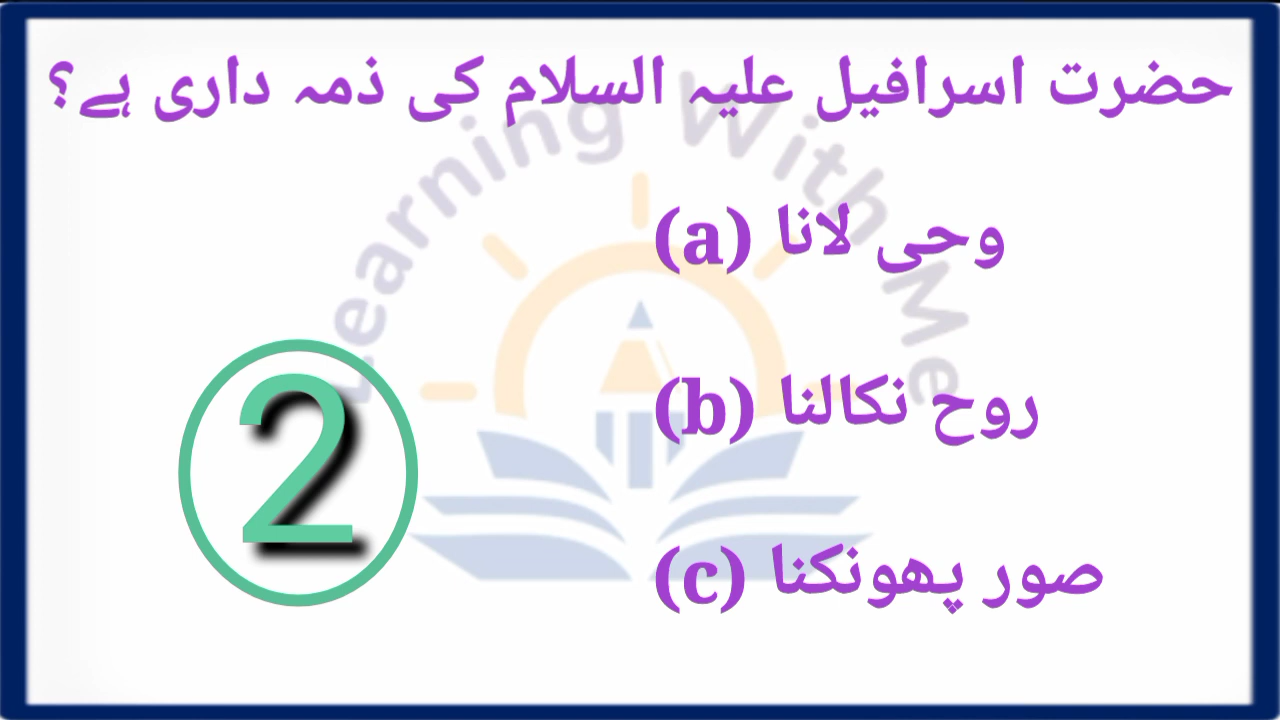 حضرت اسرافیل علیہ السلام کی ذمہ داری ہے؟
Learning With Me
(a) وحی لانا
(b) روح نکالنا
2
(c) صور پھونکنا